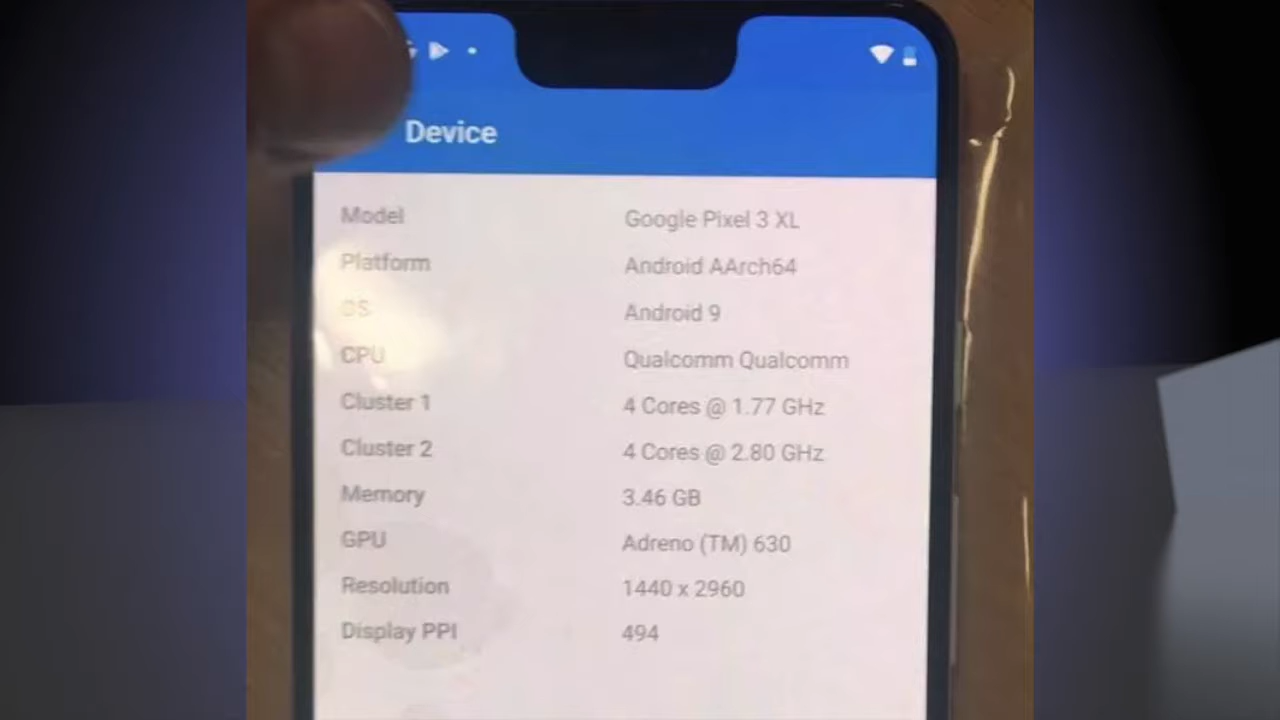 Device
Model Google Pixel 3 XL
Platform Android AArch64
OS Android 9
CPU Qualcomm Qualcomm
Cluster 1 4 Cores @ 1.77 GHz
Cluster 2 4 Cores @ 2.80 GHz
Memory 3.46 GB
GPU Adreno (TM) 630
Resolution 1440 x 2960
Display PPI 494